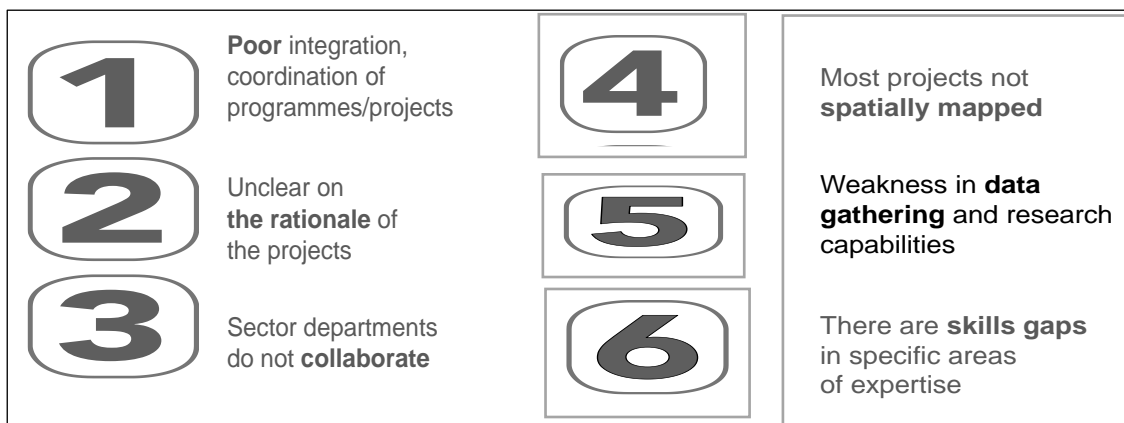 1
Poor integration,
coordination of
programmes/projects
2
Unclear on
the rationale of
the projects
3
Sector departments
do not collaborate
4
Most projects not
spatially mapped
5
Weakness in data
gathering and research
capabilities
6
There are skills gaps
in specific areas
of expertise